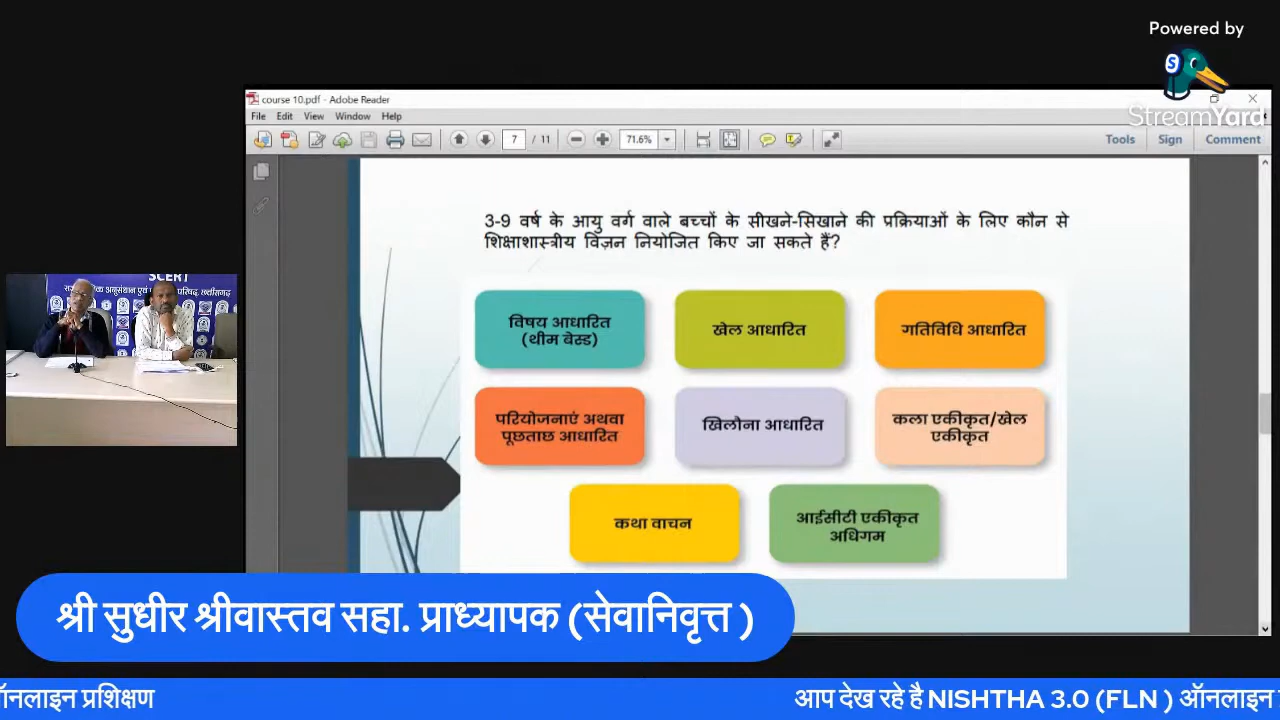 Powered by
StreamYard
course 10.pdf - Adobe Reader
File Edit View Window Help
7 / 11 71.6% Tools Sign Comment
3-9 वर्ष के आयु वर्ग वाले बच्चों के सीखने-सिखाने की प्रक्रियाओं के लिए कौन से
शिक्षाशास्त्रीय विज़न नियोजित किए जा सकते हैं?
विषय आधारित
(थीम बेस्ड)
खेल आधारित
गतिविधि आधारित
परियोजनाएं अथवा
पूछताछ आधारित
खिलौना आधारित
कला एकीकृत/खेल
एकीकृत
कथा वाचन
आईसीटी एकीकृत
अधिगम
SCERT
छत्तीसगढ़
श्री सुधीर श्रीवास्तव सहा. प्राध्यापक (सेवानिवृत्त )
ऑनलाइन प्रशिक्षण आप देख रहे है NISHTHA 3.0 (FLN ) ऑनलाइन